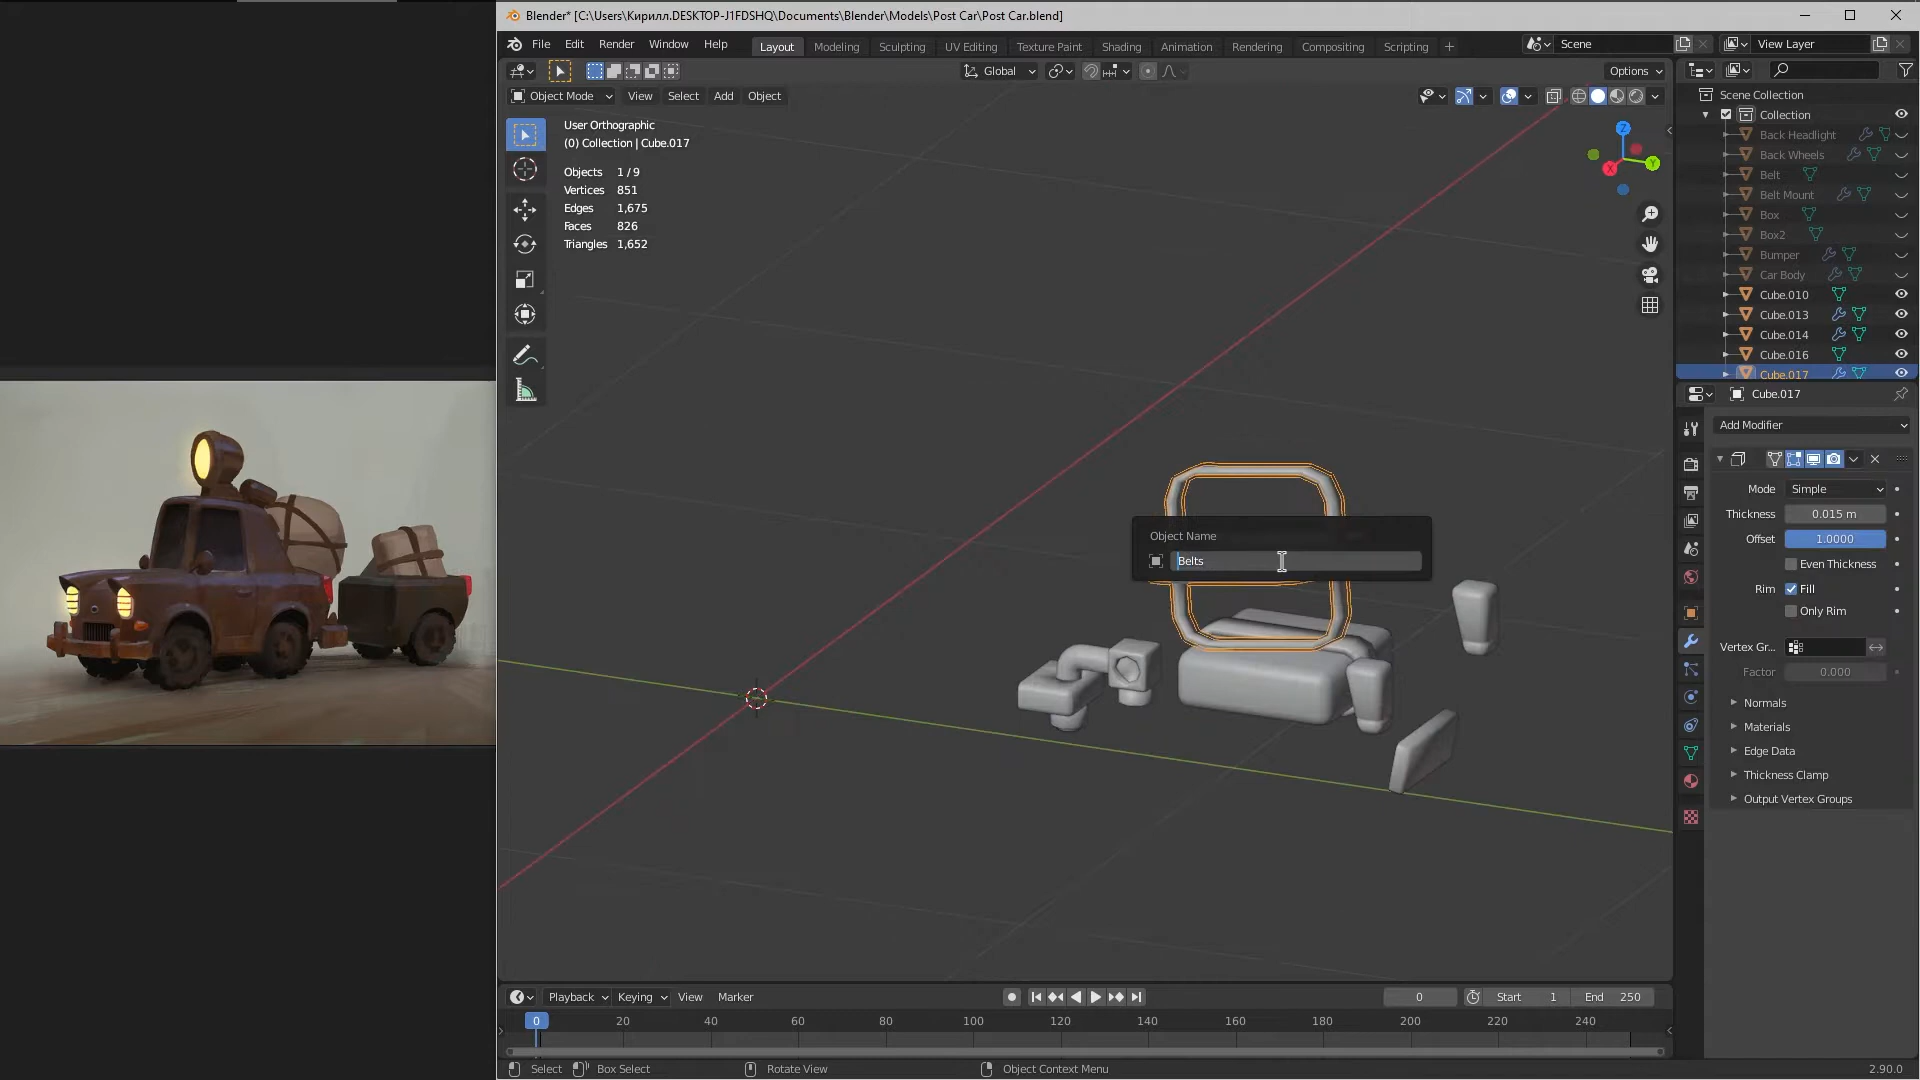 Blender* [C:\Users\Кирилл.DESKTOP-J1FDSHQ\Documents\Blender\Models\Post Car\Post Car.blend]
File Edit Render Window Help Layout Modeling Sculpting UV Editing Texture Paint Shading Animation Rendering Compositing Scripting + Scene View Layer
Global Options
Object Mode View Select Add Object
User Orthographic
(0) Collection | Cube.017
Objects 1 / 9
Vertices 851
Edges 1,675
Faces 826
Triangles 1,652
Z
Y
X
Object Name
Belts
Scene Collection
Collection
Back Headlight
Back Wheels
Belt
Belt Mount
Box
Box2
Bumper
Car Body
Cube.010
Cube.013
Cube.014
Cube.016
Cube.017
Cube.017
Add Modifier
Mode Simple
Thickness 0.015 m
Offset 1.0000
Even Thickness
Rim Fill
Only Rim
Vertex Gr...
Factor 0.000
Normals
Materials
Edge Data
Thickness Clamp
Output Vertex Groups
Playback Keying View Marker 0 Start 1 End 250
0 20 40 60 80 100 120 140 160 180 200 220 240
Select Box Select Rotate View Object Context Menu 2.90.0